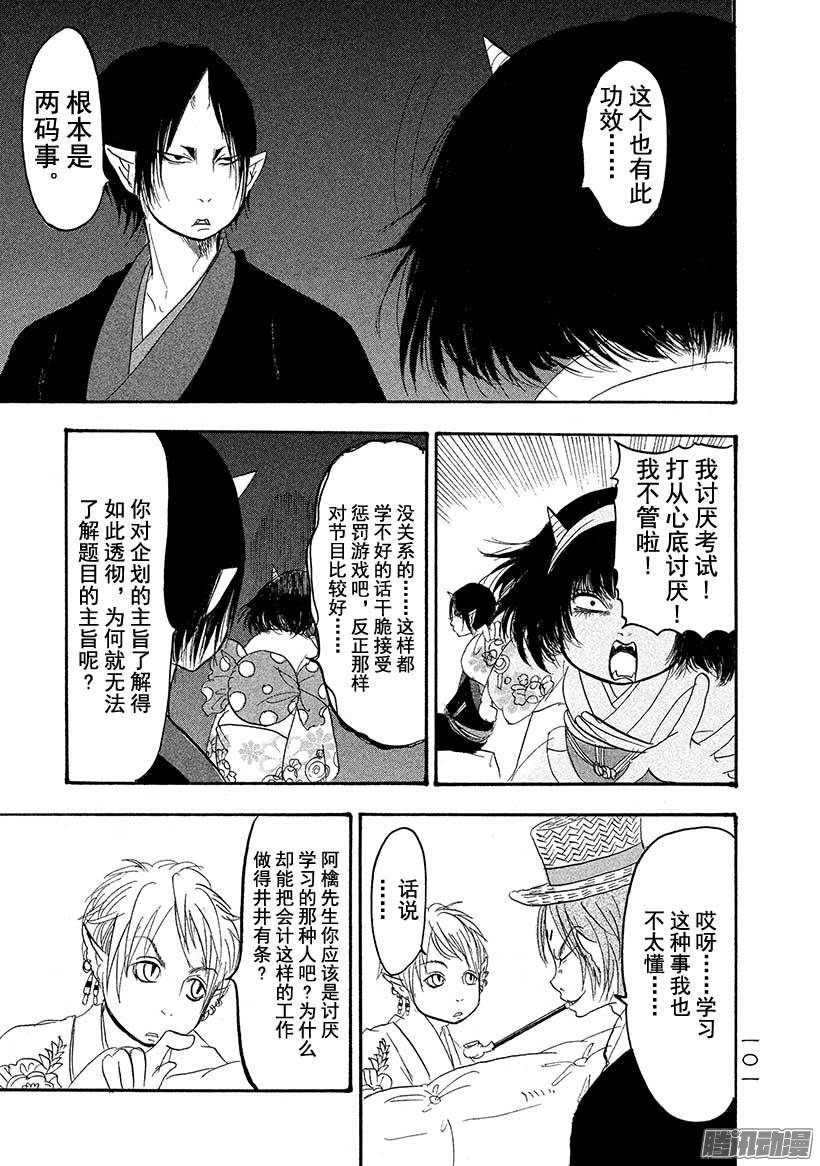 这个也有此
功效……
根本是
两码事。
我讨厌考试！
打从心底讨厌！
我不管啦！
没关系的……这样都
学不好的话干脆接受
惩罚游戏吧，反正那样
对节目比较好……
你对企划的主旨了解得
如此透彻，为何就无法
了解题目的主旨呢？
哎呀……学习
这种事我也
不太懂……
话说
……
阿檎先生你应该是讨厌
学习的那种人吧？为什么
却能把会计这样的工作
做得井井有条？
101
腾讯动漫